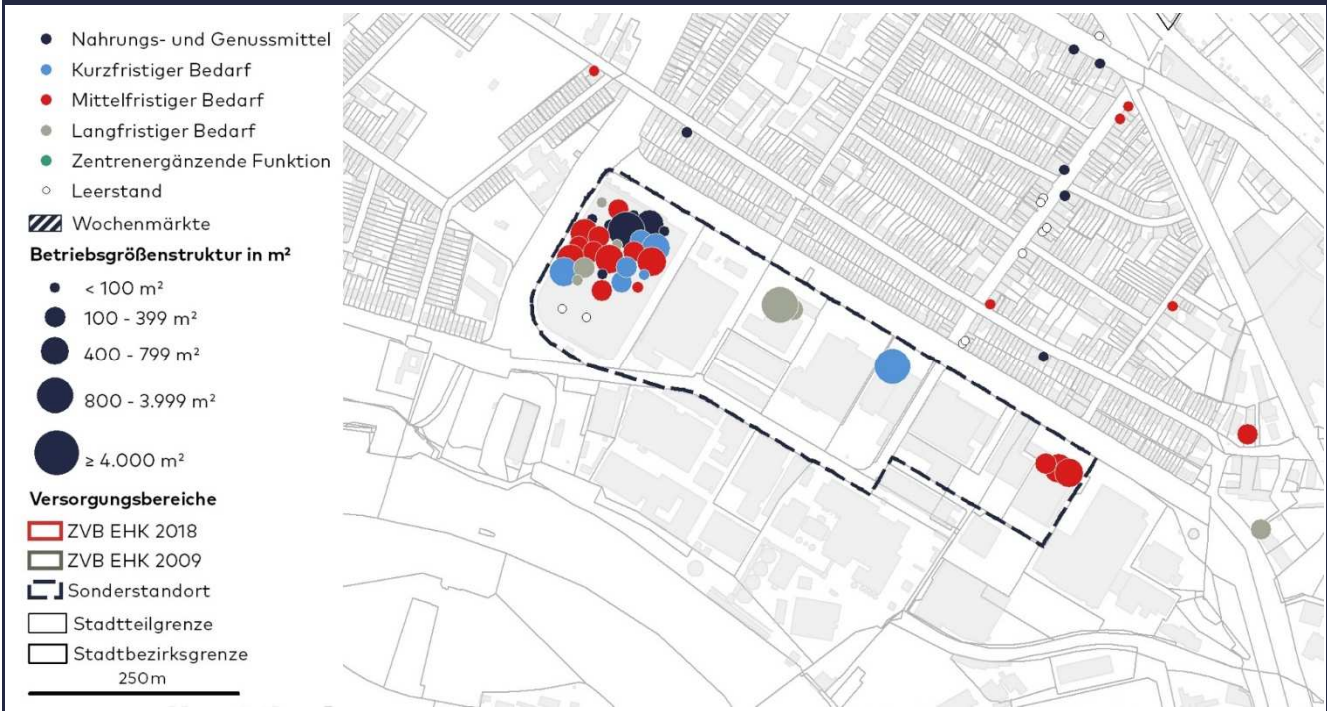 Nahrungs- und Genussmittel
Kurzfristiger Bedarf
Mittelfristiger Bedarf
Langfristiger Bedarf
Zentrenergänzende Funktion
Leerstand
Wochenmärkte
Betriebsgrößenstruktur in m²
< 100 m²
100 - 399 m²
400 - 799 m²
800 - 3.999 m²
≥ 4.000 m²
Versorgungsbereiche
ZVB EHK 2018
ZVB EHK 2009
Sonderstandort
Stadtteilgrenze
Stadtbezirksgrenze
250m